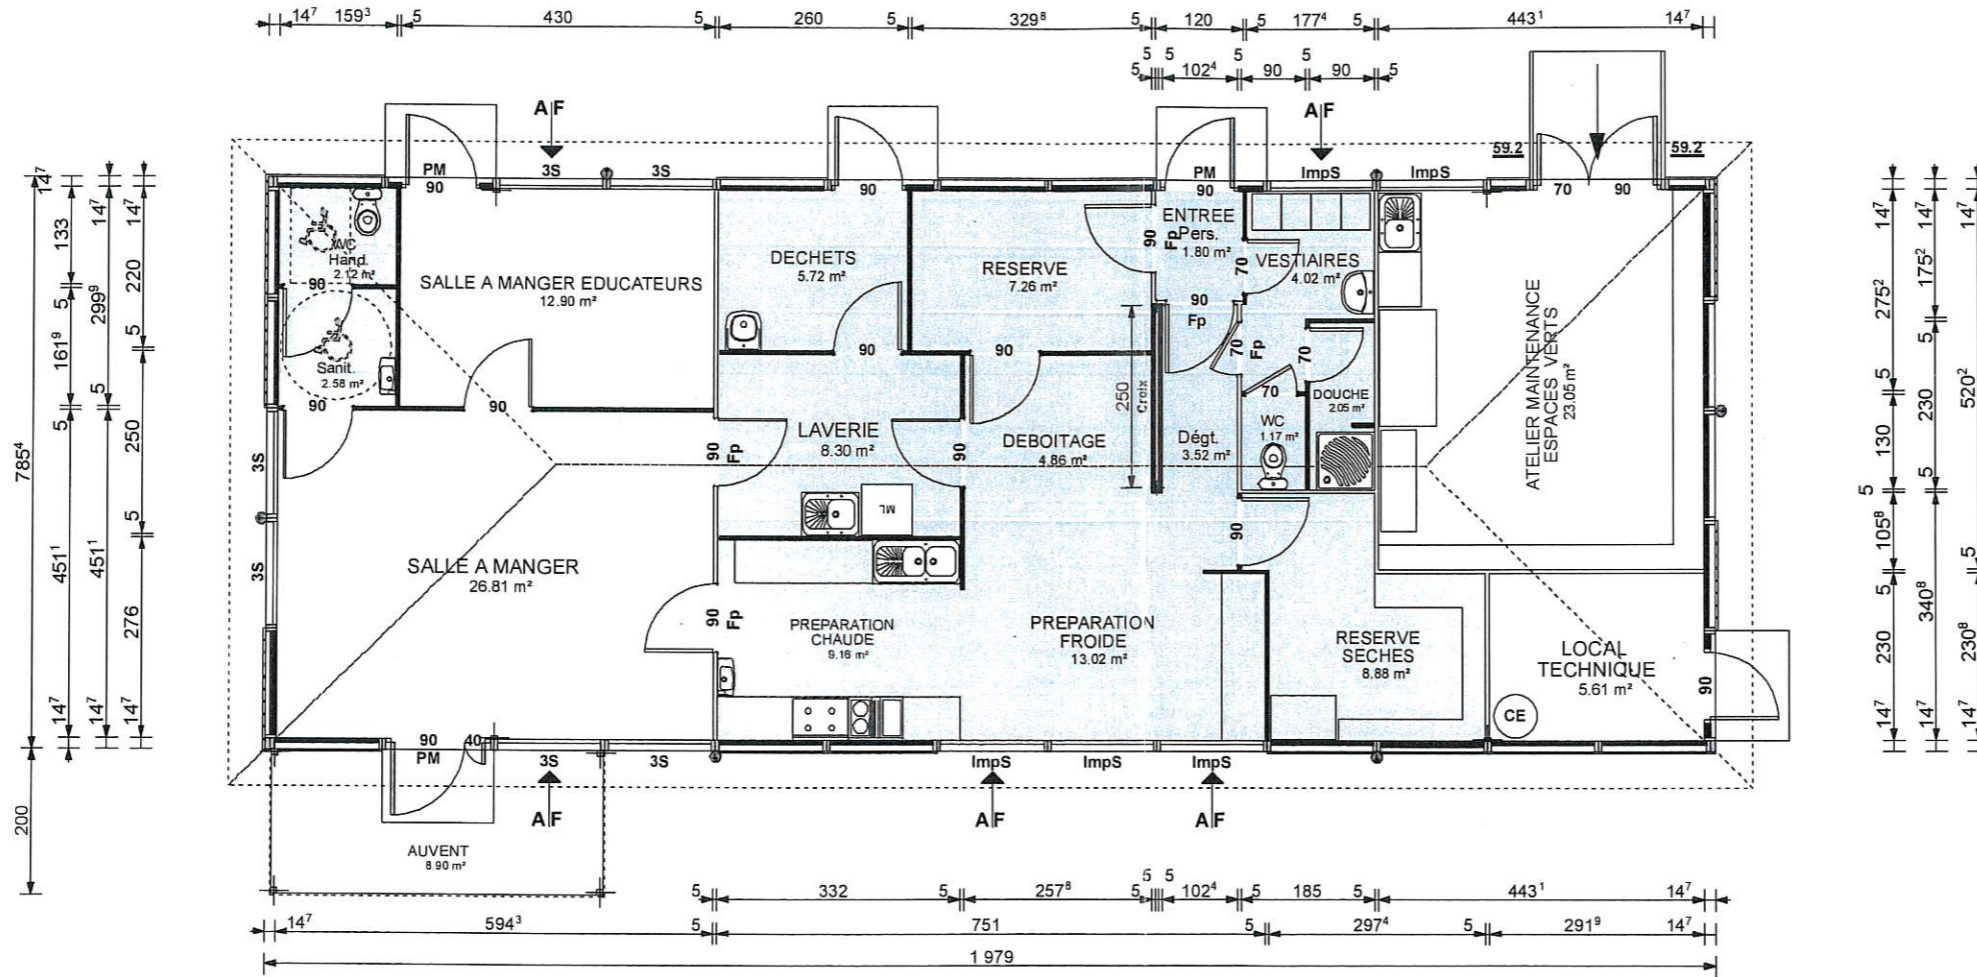 14⁷ 159³ 5 430 5 260 5 329⁸ 5 120 5 177⁴ 5 443¹ 14⁷
5 5 5
5 102⁴ 90 90 5
A F
A F
59.2
59.2
PM
90
3S
3S
90
PM
90
ImpS
ImpS
70 90
WC
Hand.
2.12 m²
90
Sanit.
2.58 m²
90
SALLE A MANGER EDUCATEURS
12.90 m²
90
DECHETS
5.72 m²
90
RESERVE
7.26 m²
90
90
Fp
ENTREE
Pers.
1.80 m²
90
Fp
70
VESTIAIRES
4.02 m²
70
Fp
70
70
DOUCHE
2.05 m²
WC
1.17 m²
Dégt.
3.52 m²
250
Creix
ATELIER MAINTENANCE
ESPACES VERTS
23.05 m²
LAVERIE
8.30 m²
90
Fp
90
ML
DEBOITAGE
4.86 m²
SALLE A MANGER
26.81 m²
3S
3S
90
Fp
PREPARATION
CHAUDE
9.16 m²
PREPARATION
FROIDE
13.02 m²
90
RESERVE
SECHES
8.88 m²
LOCAL
TECHNIQUE
5.61 m²
CE
90
90 40
PM
3S
3S
ImpS
ImpS
ImpS
A F
A F
A F
AUVENT
8.90 m²
785⁴
200
14⁷
133
5
161⁹
5
451¹
14⁷
14⁷
299⁹
5
451¹
14⁷
14⁷
220
5
250
5
276
14⁷
14⁷
275²
5
130
5
105⁸
5
230
14⁷
14⁷
175²
5
230
5
340⁸
14⁷
14⁷
520²
5
230⁸
14⁷
5 5
5 332 5 257⁸ 5 102⁴ 5 185 5 443¹ 14⁷
14⁷ 594³ 5 751 5 297⁴ 5 291⁹ 14⁷
1 979